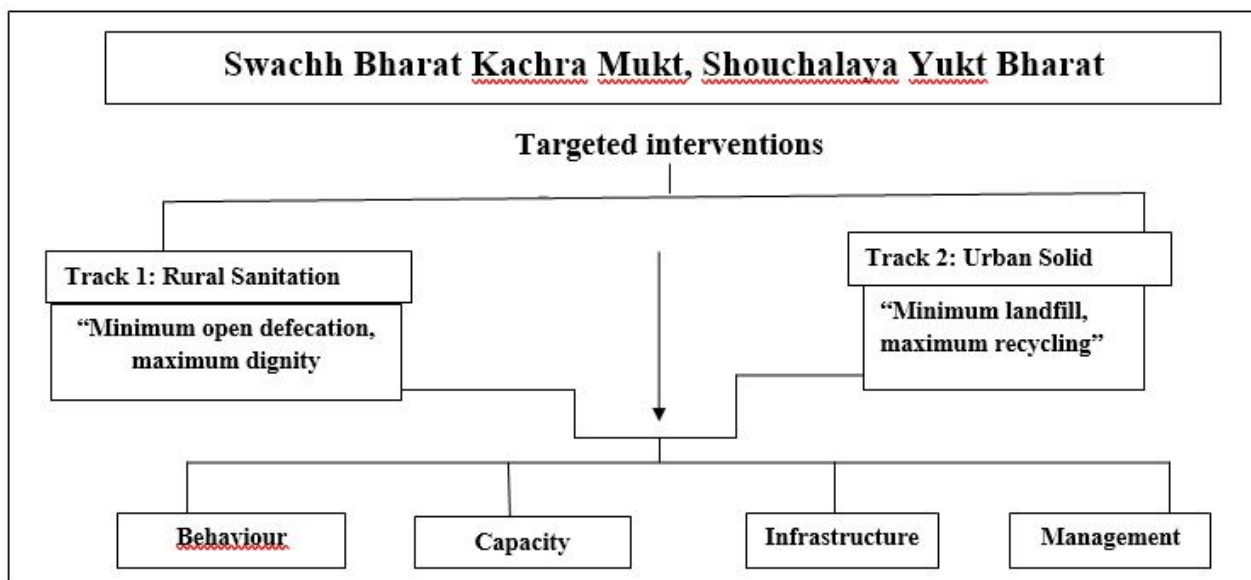 Swachh Bharat Kachra Mukt, Shouchalaya Yukt Bharat
Targeted interventions
Track 1: Rural Sanitation
“Minimum open defecation,
maximum dignity
Track 2: Urban Solid
“Minimum landfill,
maximum recycling”
Behaviour
Capacity
Infrastructure
Management